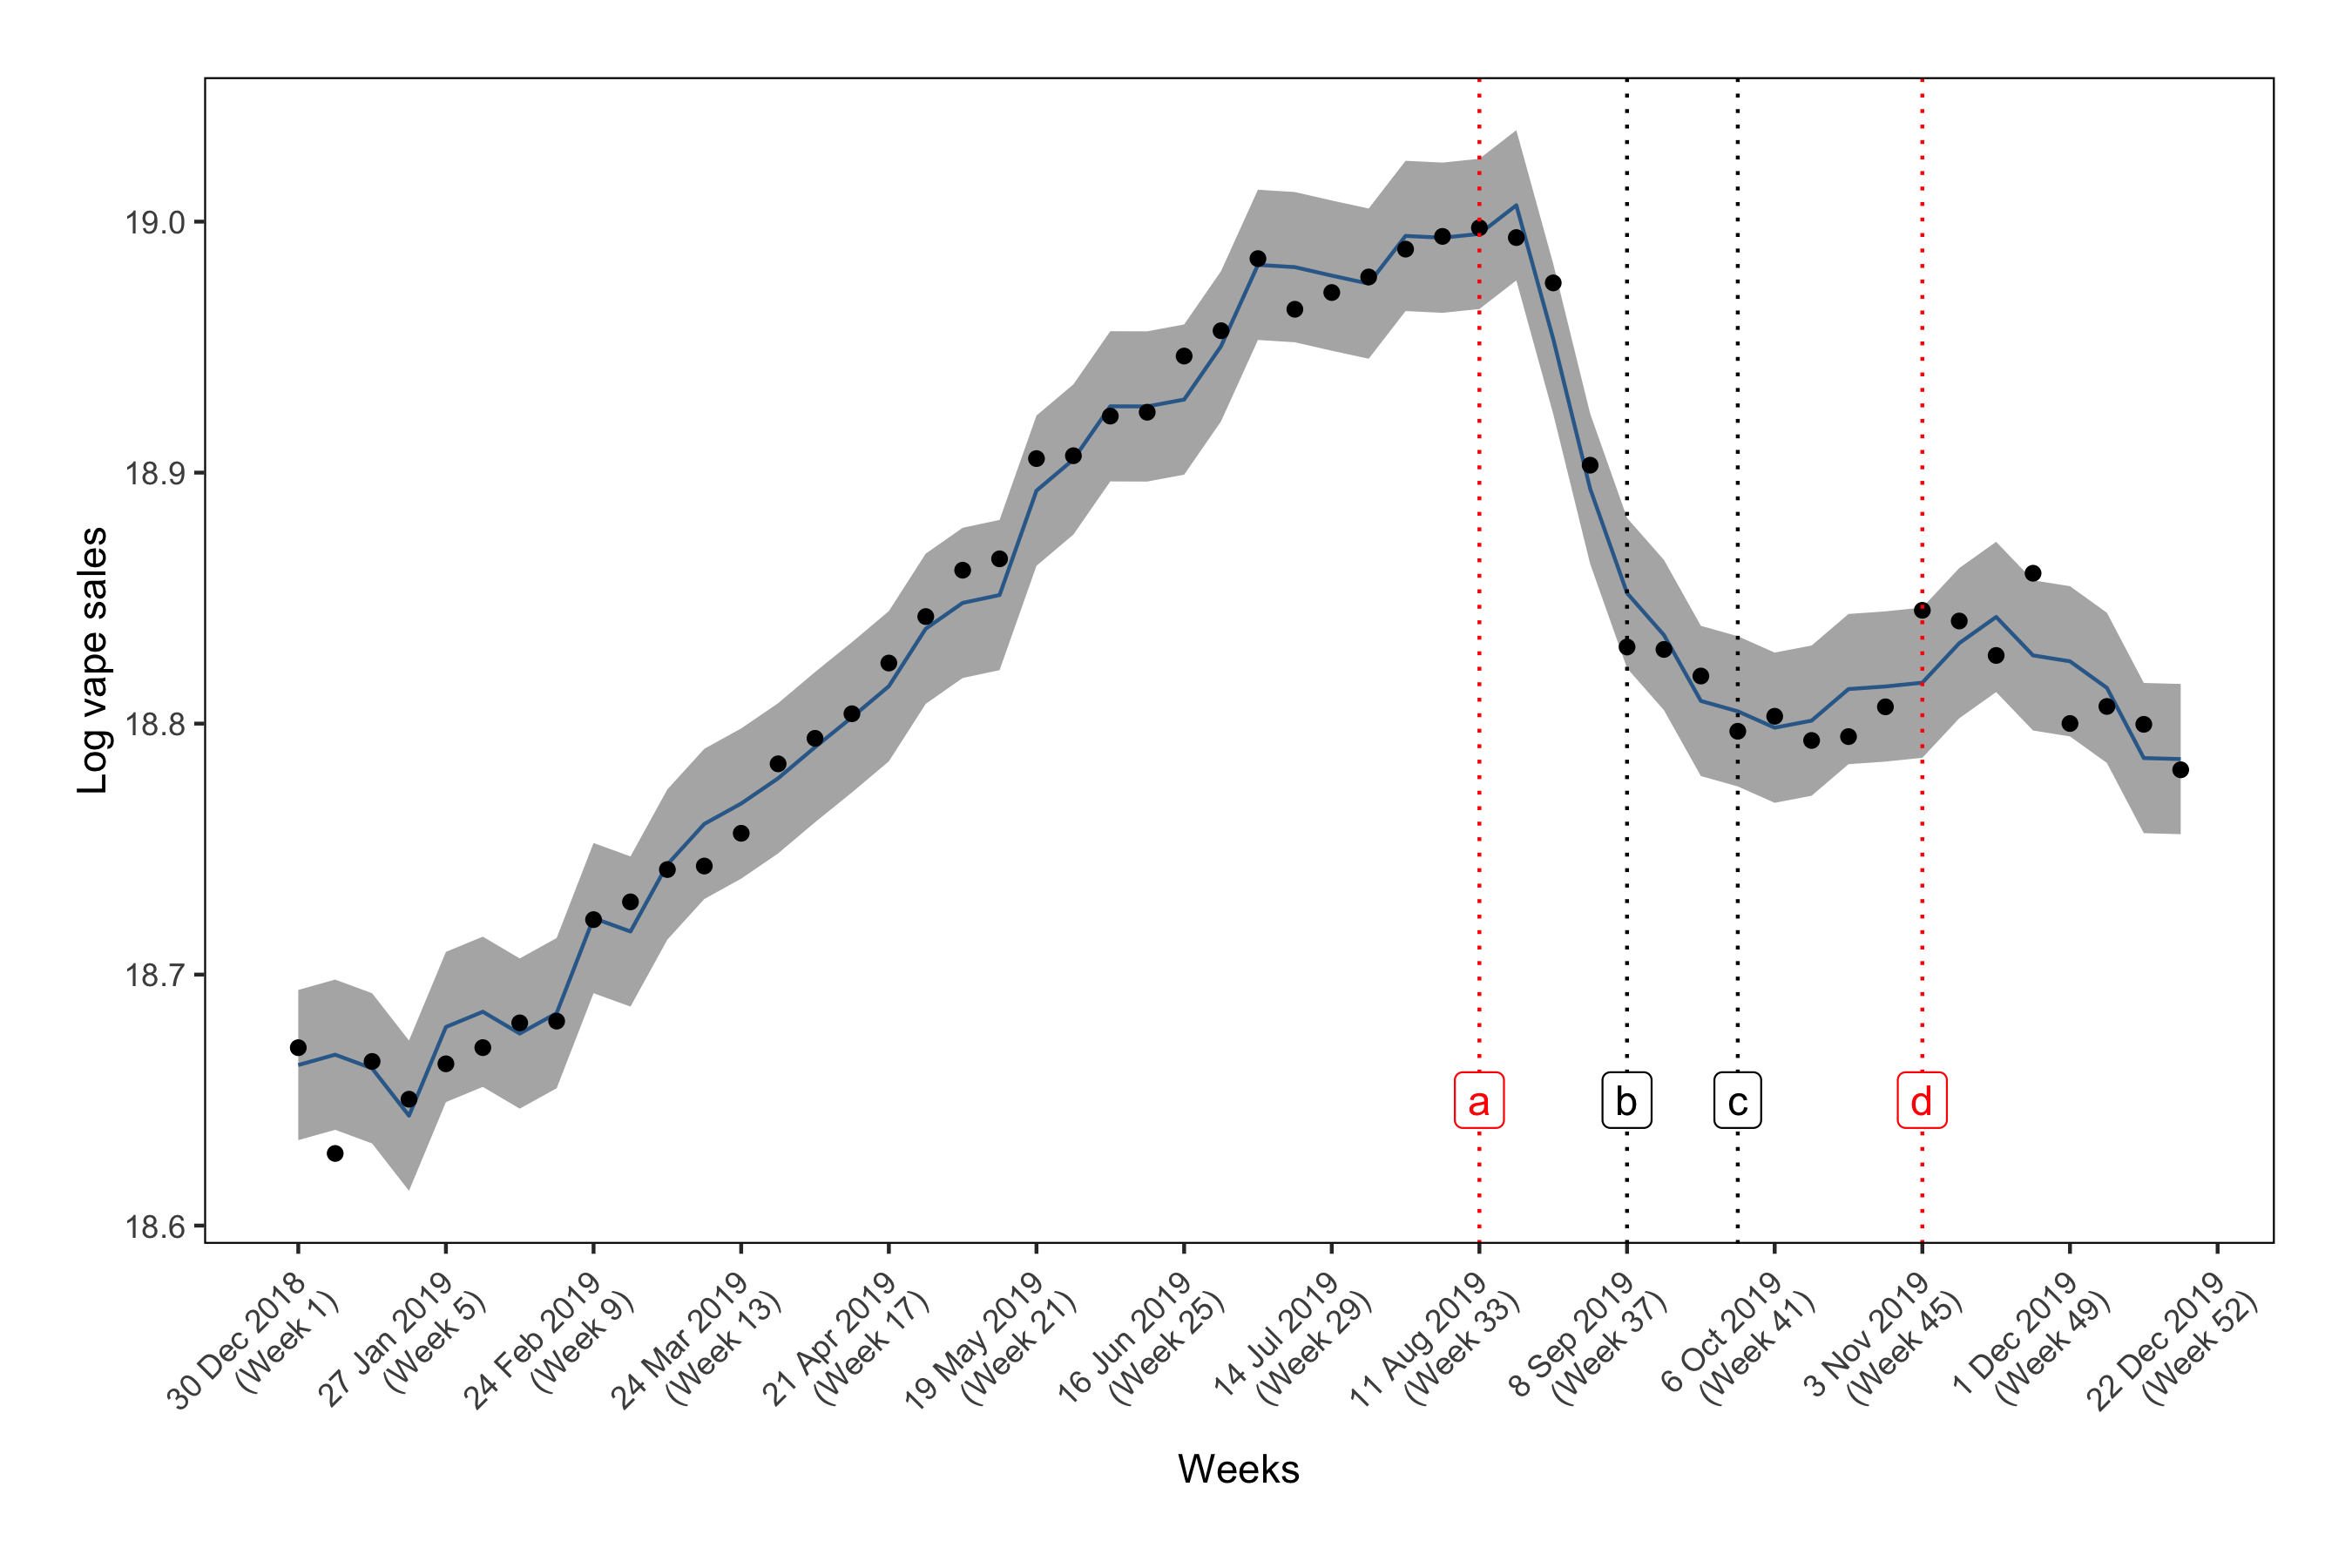 Log vape sales
19.0
18.9
18.8
18.7
18.6
a
b
c
d
30 Dec 2018
(Week 1)
27 Jan 2019
(Week 5)
24 Feb 2019
(Week 9)
24 Mar 2019
(Week 13)
21 Apr 2019
(Week 17)
19 May 2019
(Week 21)
16 Jun 2019
(Week 25)
14 Jul 2019
(Week 29)
11 Aug 2019
(Week 33)
8 Sep 2019
(Week 37)
6 Oct 2019
(Week 41)
3 Nov 2019
(Week 45)
1 Dec 2019
(Week 49)
22 Dec 2019
(Week 52)
Weeks